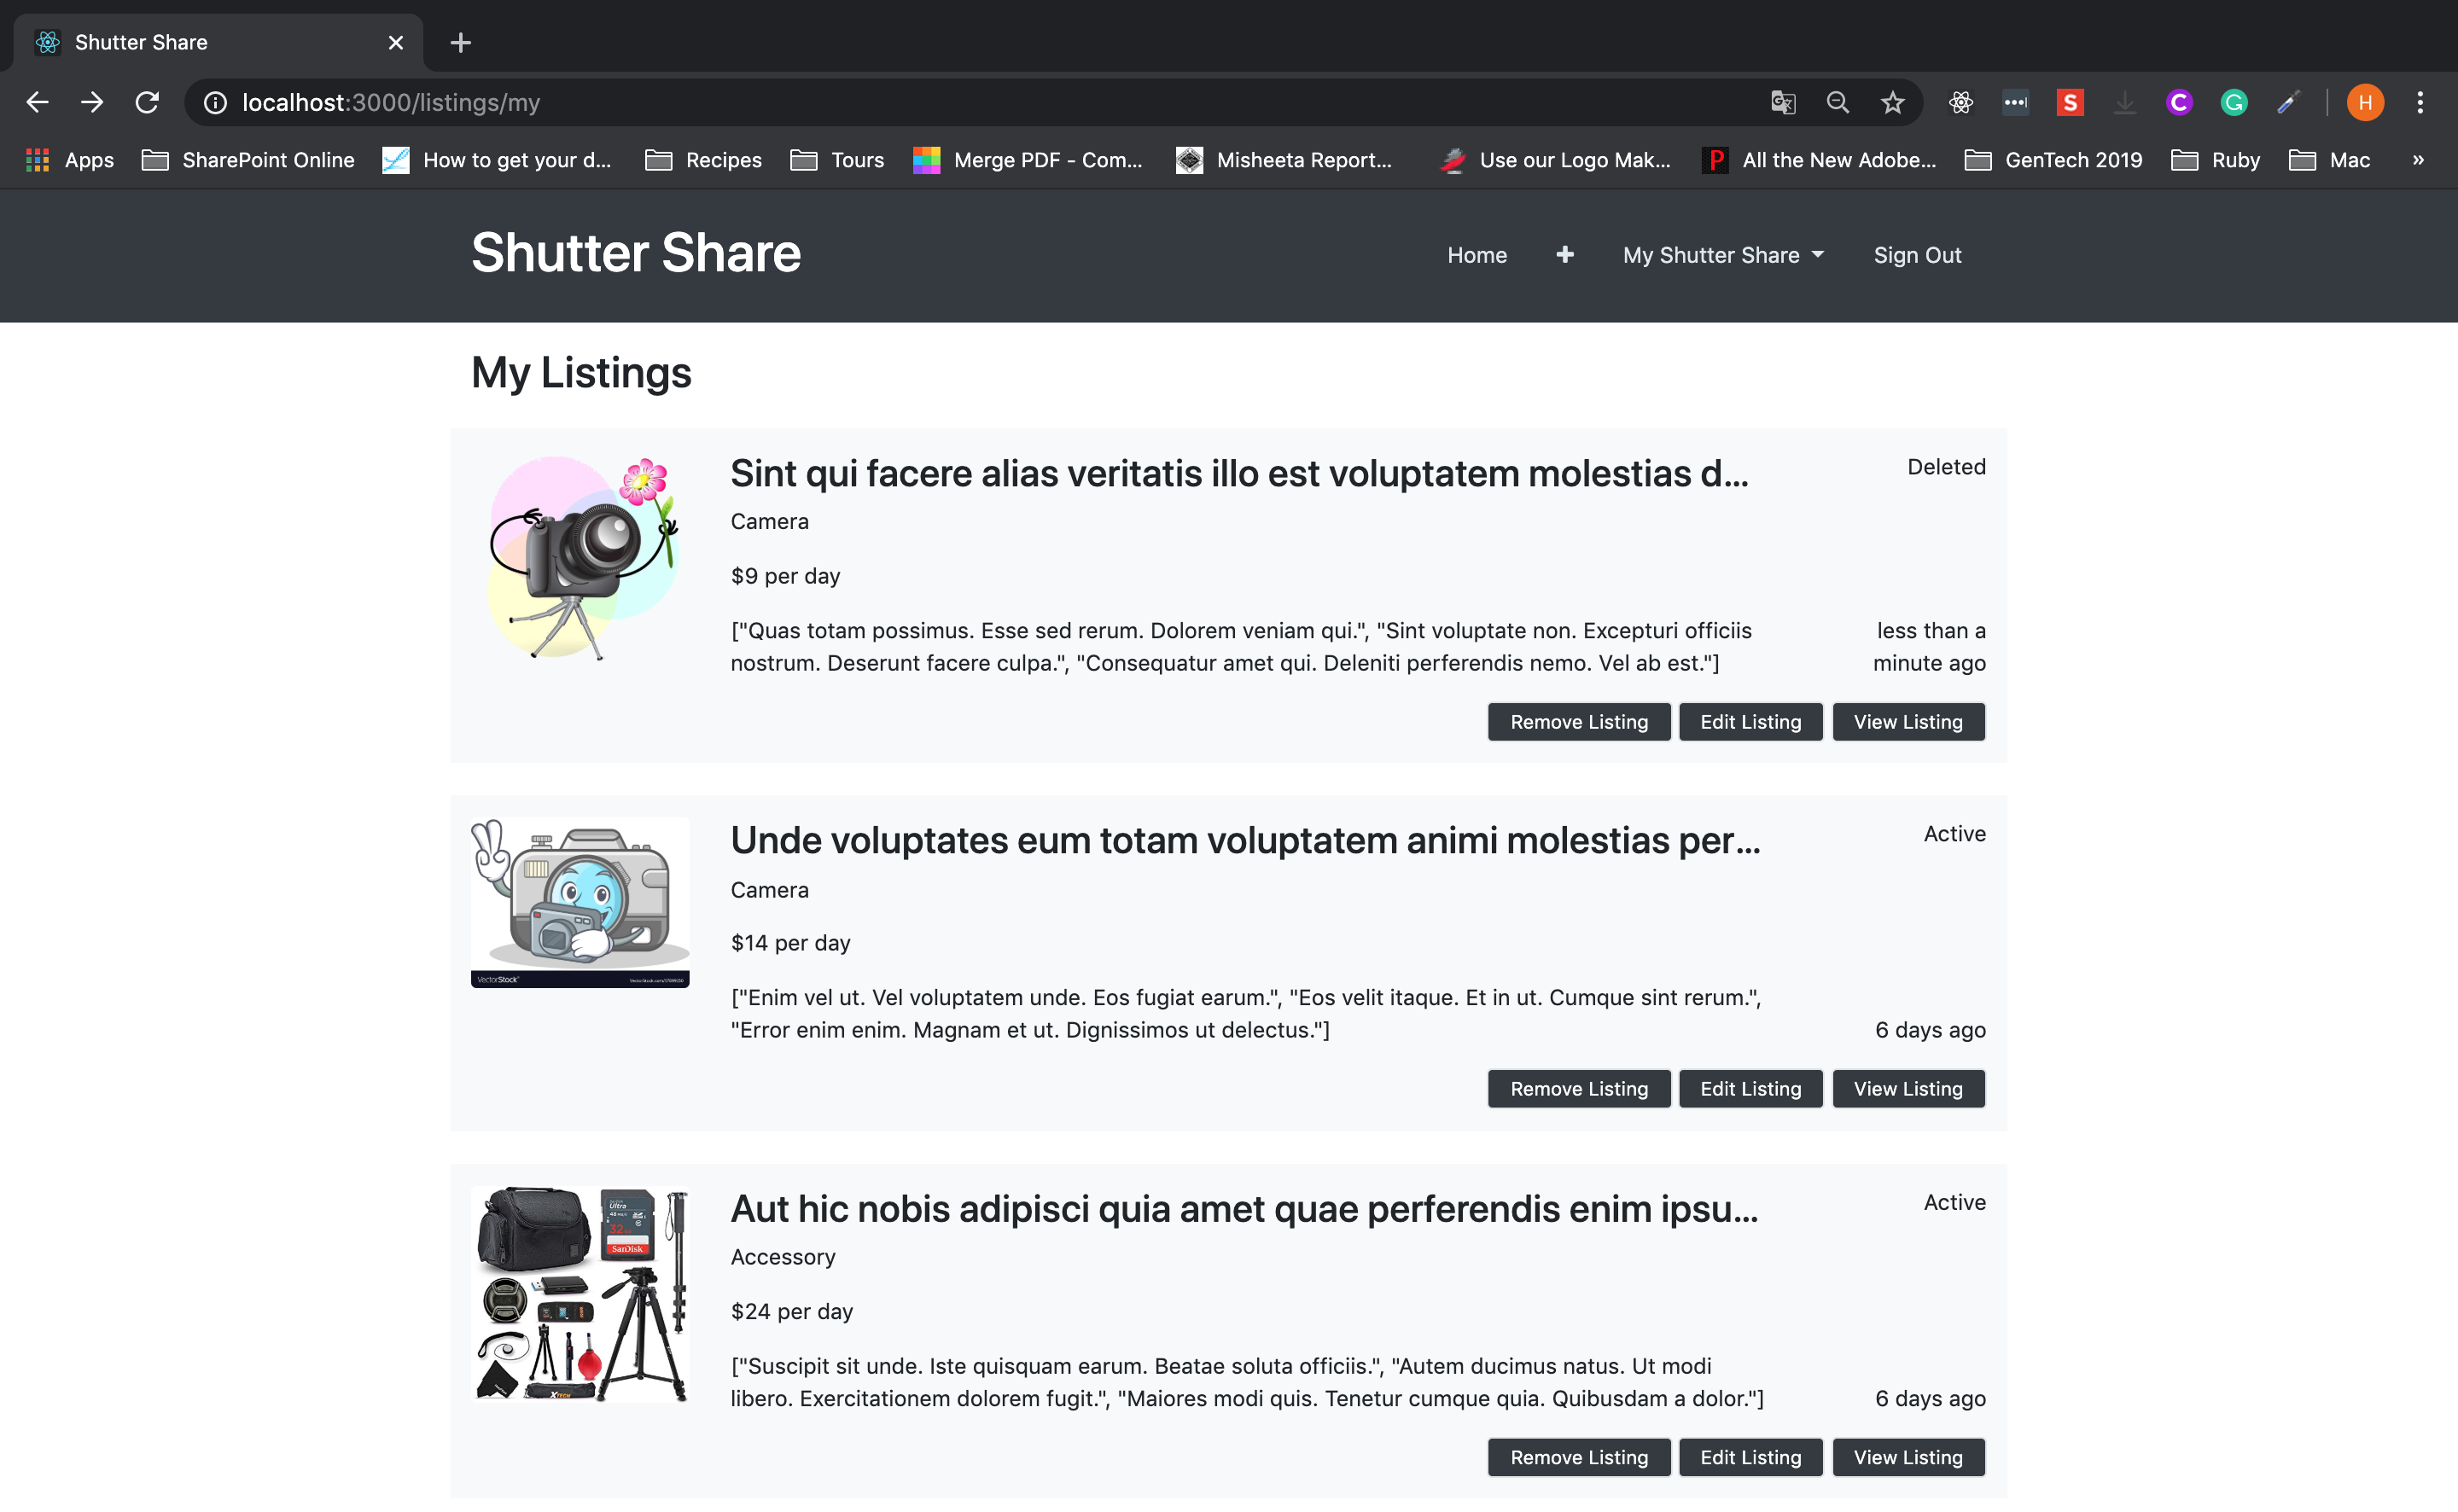 Shutter Share
localhost:3000/listings/my
Apps SharePoint Online How to get your d... Recipes Tours Merge PDF - Com... Misheeta Report... Use our Logo Mak... All the New Adobe... GenTech 2019 Ruby Mac »
Shutter Share Home My Shutter Share Sign Out
My Listings
Sint qui facere alias veritatis illo est voluptatem molestias d... Deleted
Camera
$9 per day
["Quas totam possimus. Esse sed rerum. Dolorem veniam qui.", "Sint voluptate non. Excepturi officiis less than a
nostrum. Deserunt facere culpa.", "Consequatur amet qui. Deleniti perferendis nemo. Vel ab est."] minute ago
Remove Listing Edit Listing View Listing
Unde voluptates eum totam voluptatem animi molestias per... Active
Camera
$14 per day
["Enim vel ut. Vel voluptatem unde. Eos fugiat earum.", "Eos velit itaque. Et in ut. Cumque sint rerum.",
"Error enim enim. Magnam et ut. Dignissimos ut delectus."] 6 days ago
VectorStock
Remove Listing Edit Listing View Listing
Aut hic nobis adipisci quia amet quae perferendis enim ipsu... Active
Accessory
$24 per day
["Suscipit sit unde. Iste quisquam earum. Beatae soluta officiis.", "Autem ducimus natus. Ut modi
libero. Exercitationem dolorem fugit.", "Maiores modi quis. Tenetur cumque quia. Quibusdam a dolor."] 6 days ago
Ultra
32
SanDisk
XTECH
Remove Listing Edit Listing View Listing